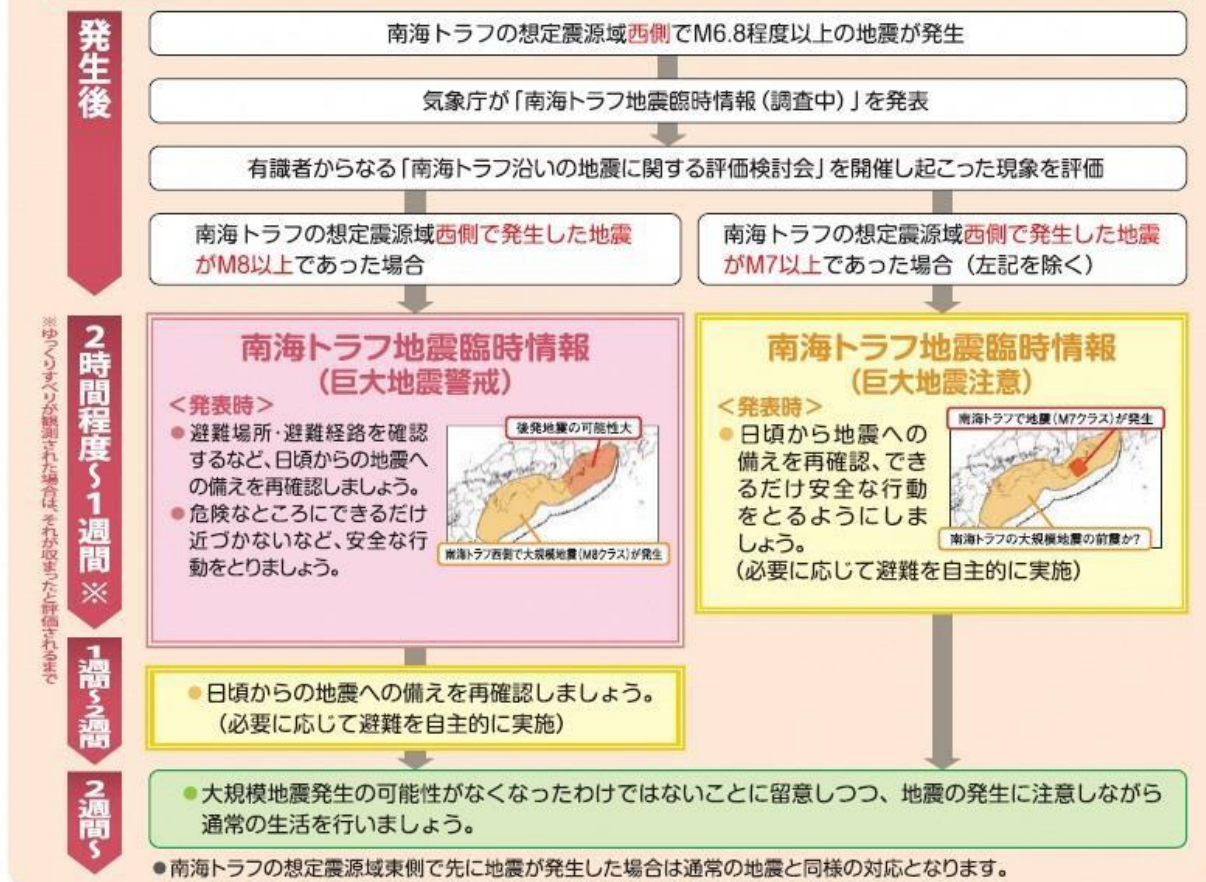 発生後
南海トラフの想定震源域西側でM6.8程度以上の地震が発生
気象庁が「南海トラフ地震臨時情報（調査中）」を発表
有識者からなる「南海トラフ沿いの地震に関する評価検討会」を開催し起こった現象を評価
南海トラフの想定震源域西側で発生した地震
がM8以上であった場合
南海トラフの想定震源域西側で発生した地震
がM7以上であった場合（左記を除く）
2時間程度〜1週間※
※ゆっくりすべりが観測された場合は、それが収まったと評価されるまで
南海トラフ地震臨時情報
（巨大地震警戒）
＜発表時＞
●避難場所・避難経路を確認
するなど、日頃からの地震へ
の備えを再確認しましょう。
●危険なところにできるだけ
近づかないなど、安全な行
動をとりましょう。
後発地震の可能性大
南海トラフ西側で大規模地震(M8クラス)が発生
南海トラフ地震臨時情報
（巨大地震注意）
＜発表時＞
●日頃から地震への
備えを再確認、でき
るだけ安全な行動
をとるようにしま
しょう。
（必要に応じて避難を自主的に実施）
南海トラフで地震(M7クラス)が発生
南海トラフの大規模地震の前震か?
1週間〜2週間
●日頃からの地震への備えを再確認しましょう。
（必要に応じて避難を自主的に実施）
2週間〜
●大規模地震発生の可能性がなくなったわけではないことに留意しつつ、地震の発生に注意しながら
通常の生活を行いましょう。
●南海トラフの想定震源域東側で先に地震が発生した場合は通常の地震と同様の対応となります。